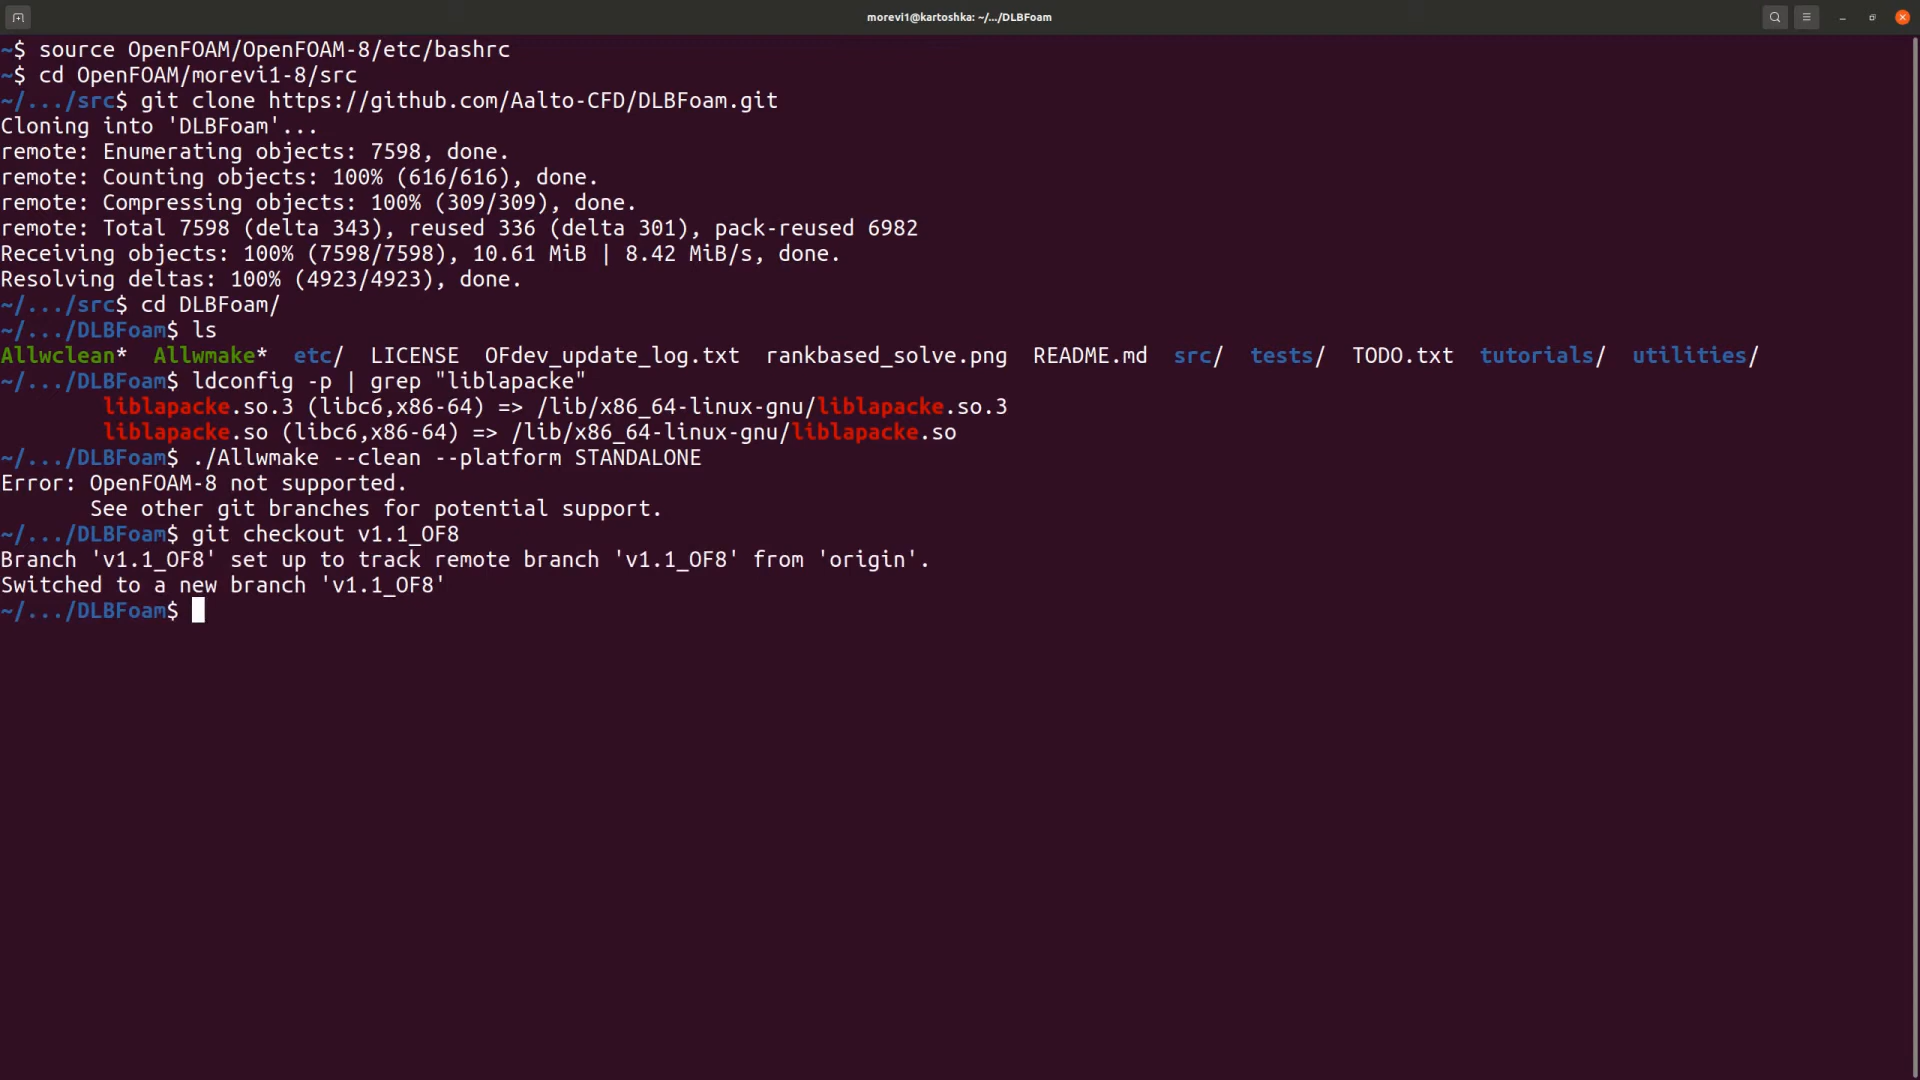 morevi1@kartoshka: ~/.../DLBFoam
~$ source OpenFOAM/OpenFOAM-8/etc/bashrc
~$ cd OpenFOAM/morevi1-8/src
~/.../src$ git clone https://github.com/Aalto-CFD/DLBFoam.git
Cloning into 'DLBFoam'...
remote: Enumerating objects: 7598, done.
remote: Counting objects: 100% (616/616), done.
remote: Compressing objects: 100% (309/309), done.
remote: Total 7598 (delta 343), reused 336 (delta 301), pack-reused 6982
Receiving objects: 100% (7598/7598), 10.61 MiB | 8.42 MiB/s, done.
Resolving deltas: 100% (4923/4923), done.
~/.../src$ cd DLBFoam/
~/.../DLBFoam$ ls
Allwclean*  Allwmake*  etc/  LICENSE  OFdev_update_log.txt  rankbased_solve.png  README.md  src/  tests/  TODO.txt  tutorials/  utilities/
~/.../DLBFoam$ ldconfig -p | grep "liblapacke"
        liblapacke.so.3 (libc6,x86-64) => /lib/x86_64-linux-gnu/liblapacke.so.3
        liblapacke.so (libc6,x86-64) => /lib/x86_64-linux-gnu/liblapacke.so
~/.../DLBFoam$ ./Allwmake --clean --platform STANDALONE
Error: OpenFOAM-8 not supported.
       See other git branches for potential support.
~/.../DLBFoam$ git checkout v1.1_OF8
Branch 'v1.1_OF8' set up to track remote branch 'v1.1_OF8' from 'origin'.
Switched to a new branch 'v1.1_OF8'
~/.../DLBFoam$